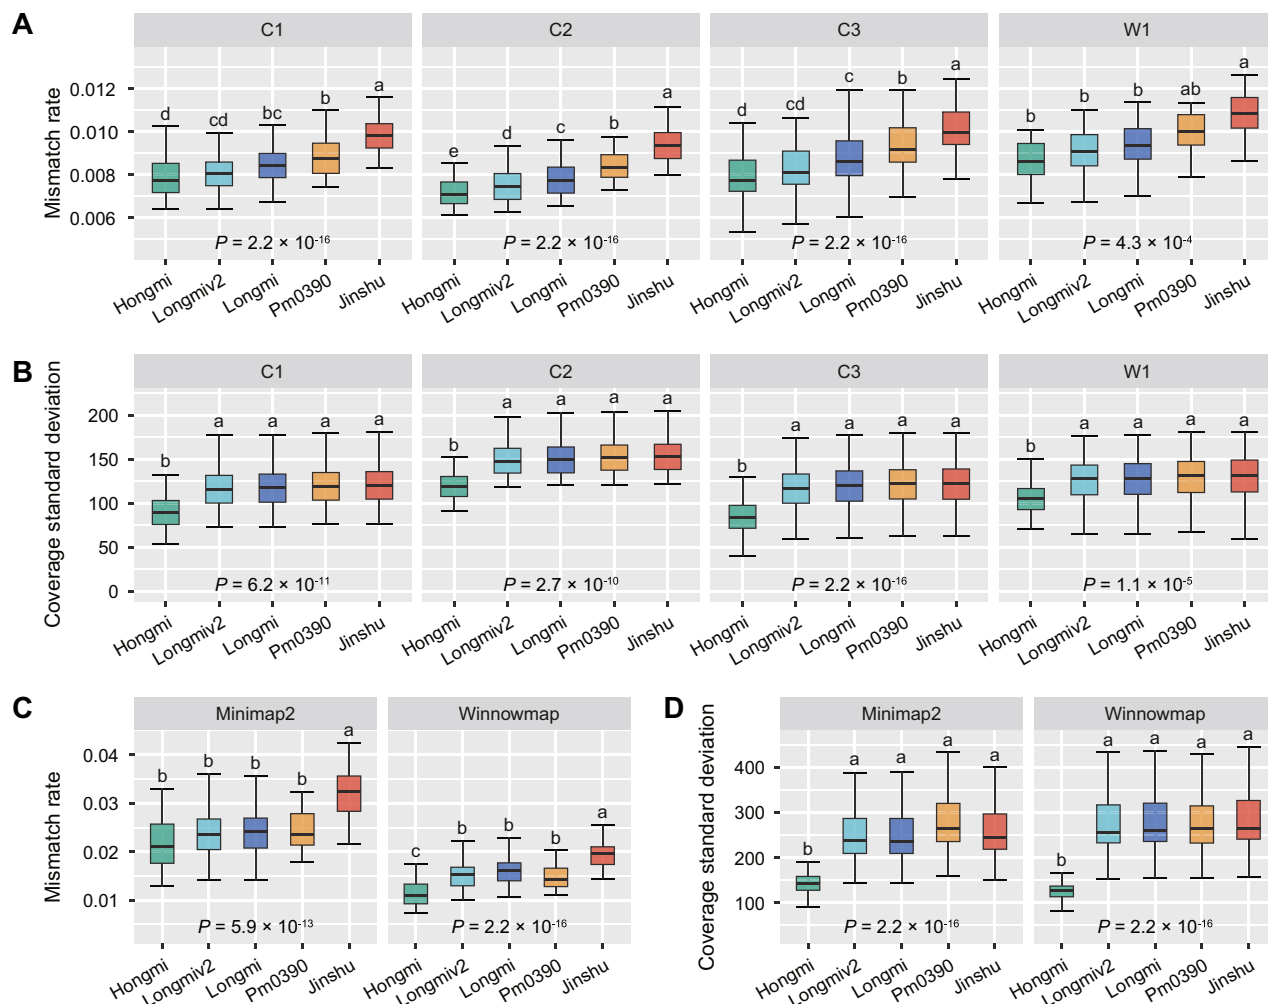 A
C1
C2
C3
W1
Mismatch rate
0.012
0.010
0.008
0.006
d cd bc b a
e d c b a
d cd c b a
b b b ab a
P = 2.2 × 10-16
P = 2.2 × 10-16
P = 2.2 × 10-16
P = 4.3 × 10-4
Hongmi Longmiv2 Longmi Pm0390 Jinshu
Hongmi Longmiv2 Longmi Pm0390 Jinshu
Hongmi Longmiv2 Longmi Pm0390 Jinshu
Hongmi Longmiv2 Longmi Pm0390 Jinshu
B
C1
C2
C3
W1
Coverage standard deviation
200
150
100
50
0
b a a a a
b a a a a
b a a a a
b a a a a
P = 6.2 × 10-11
P = 2.7 × 10-10
P = 2.2 × 10-16
P = 1.1 × 10-5
Hongmi Longmiv2 Longmi Pm0390 Jinshu
Hongmi Longmiv2 Longmi Pm0390 Jinshu
Hongmi Longmiv2 Longmi Pm0390 Jinshu
Hongmi Longmiv2 Longmi Pm0390 Jinshu
C
Minimap2
Winnowmap
Mismatch rate
0.04
0.03
0.02
0.01
b b b b a
c b b b a
P = 5.9 × 10-13
P = 2.2 × 10-16
Hongmi Longmiv2 Longmi Pm0390 Jinshu
Hongmi Longmiv2 Longmi Pm0390 Jinshu
D
Minimap2
Winnowmap
Coverage standard deviation
400
300
200
100
b a a a a
b a a a a
P = 2.2 × 10-16
P = 2.2 × 10-16
Hongmi Longmiv2 Longmi Pm0390 Jinshu
Hongmi Longmiv2 Longmi Pm0390 Jinshu